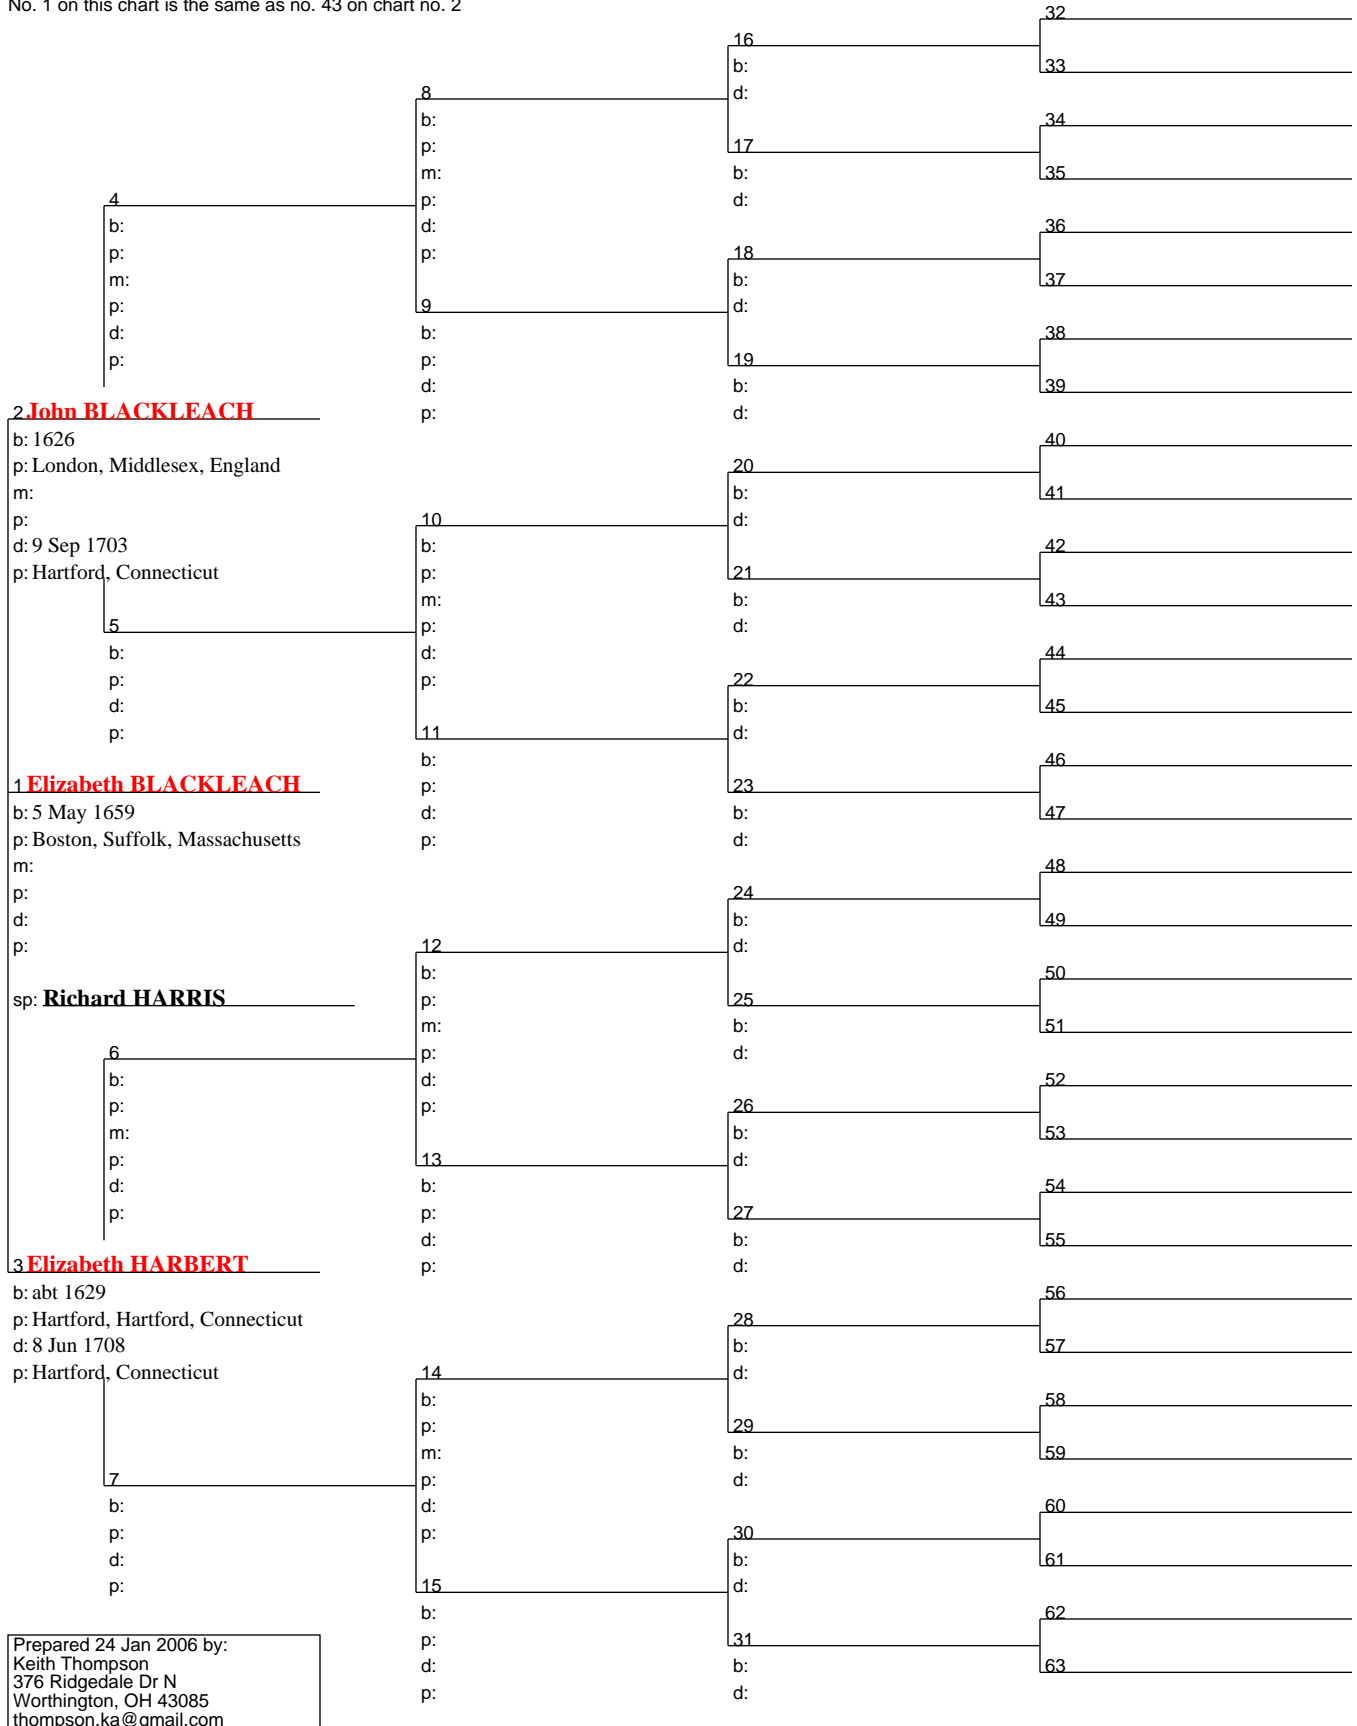 No. 1 on this chart is the same as no. 43 on chart no. 2
4
b:
p:
m:
p:
d:
p:
2 John BLACKLEACH
b: 1626
p: London, Middlesex, England
m:
p:
d: 9 Sep 1703
p: Hartford, Connecticut
5
b:
p:
d:
p:
1 Elizabeth BLACKLEACH
b: 5 May 1659
p: Boston, Suffolk, Massachusetts
m:
p:
d:
p:
sp: Richard HARRIS
6
b:
p:
m:
p:
d:
p:
3 Elizabeth HARBERT
b: abt 1629
p: Hartford, Hartford, Connecticut
d: 8 Jun 1708
p: Hartford, Connecticut
7
b:
p:
d:
p:
Prepared 24 Jan 2006 by:
Keith Thompson
376 Ridgedale Dr N
Worthington, OH 43085
thompson.ka@gmail.com
8
b:
p:
m:
p:
d:
p:
9
b:
p:
d:
p:
10
b:
p:
m:
p:
d:
p:
11
b:
p:
d:
p:
12
b:
p:
m:
p:
d:
p:
13
b:
p:
d:
p:
14
b:
p:
m:
p:
d:
p:
15
b:
p:
d:
p:
16
b:
d:
17
b:
d:
18
b:
d:
19
b:
d:
20
b:
d:
21
b:
d:
22
b:
d:
23
b:
d:
24
b:
d:
25
b:
d:
26
b:
d:
27
b:
d:
28
b:
d:
29
b:
d:
30
b:
d:
31
b:
d:
32
33
34
35
36
37
38
39
40
41
42
43
44
45
46
47
48
49
50
51
52
53
54
55
56
57
58
59
60
61
62
63